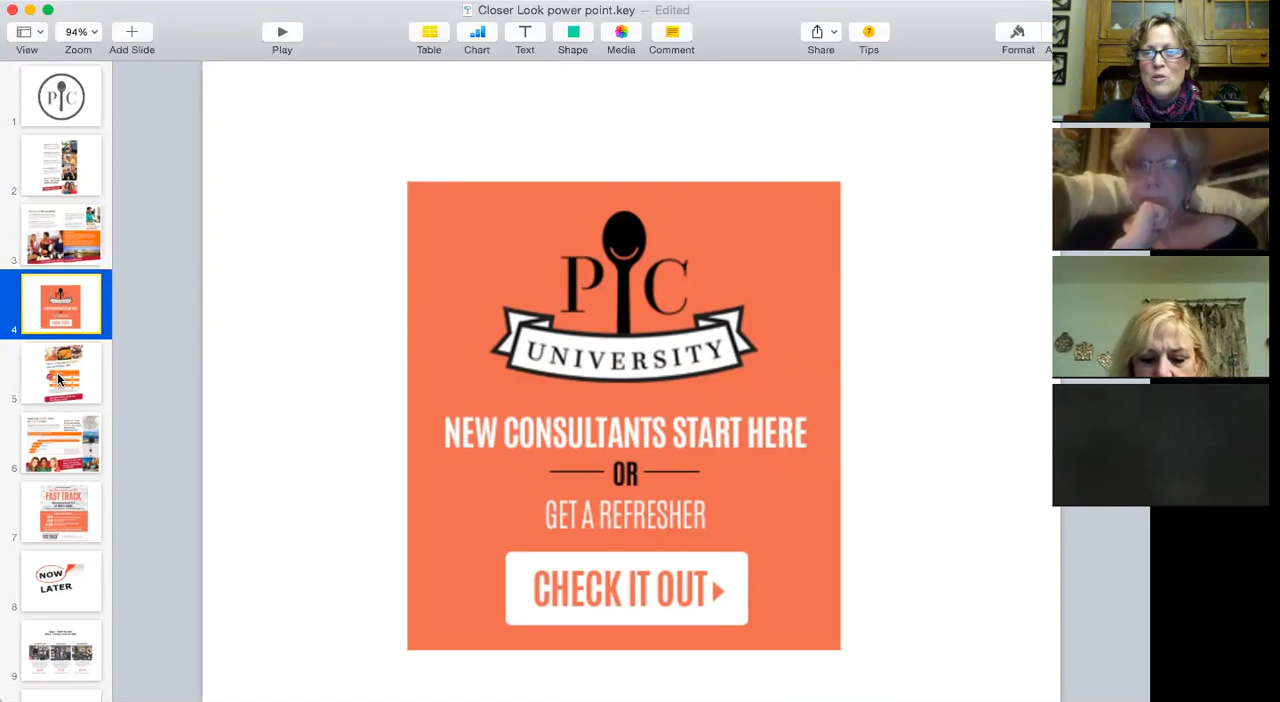 Closer Look power point.key — Edited
94%
View
Zoom
Add Slide
Play
Table
Chart
Text
Shape
Media
Comment
Share
Tips
Format
1
P C
2
3
4
5
6
7
FAST TRACK
8
NOW
LATER
9
P C
UNIVERSITY
NEW CONSULTANTS START HERE
OR
GET A REFRESHER
CHECK IT OUT